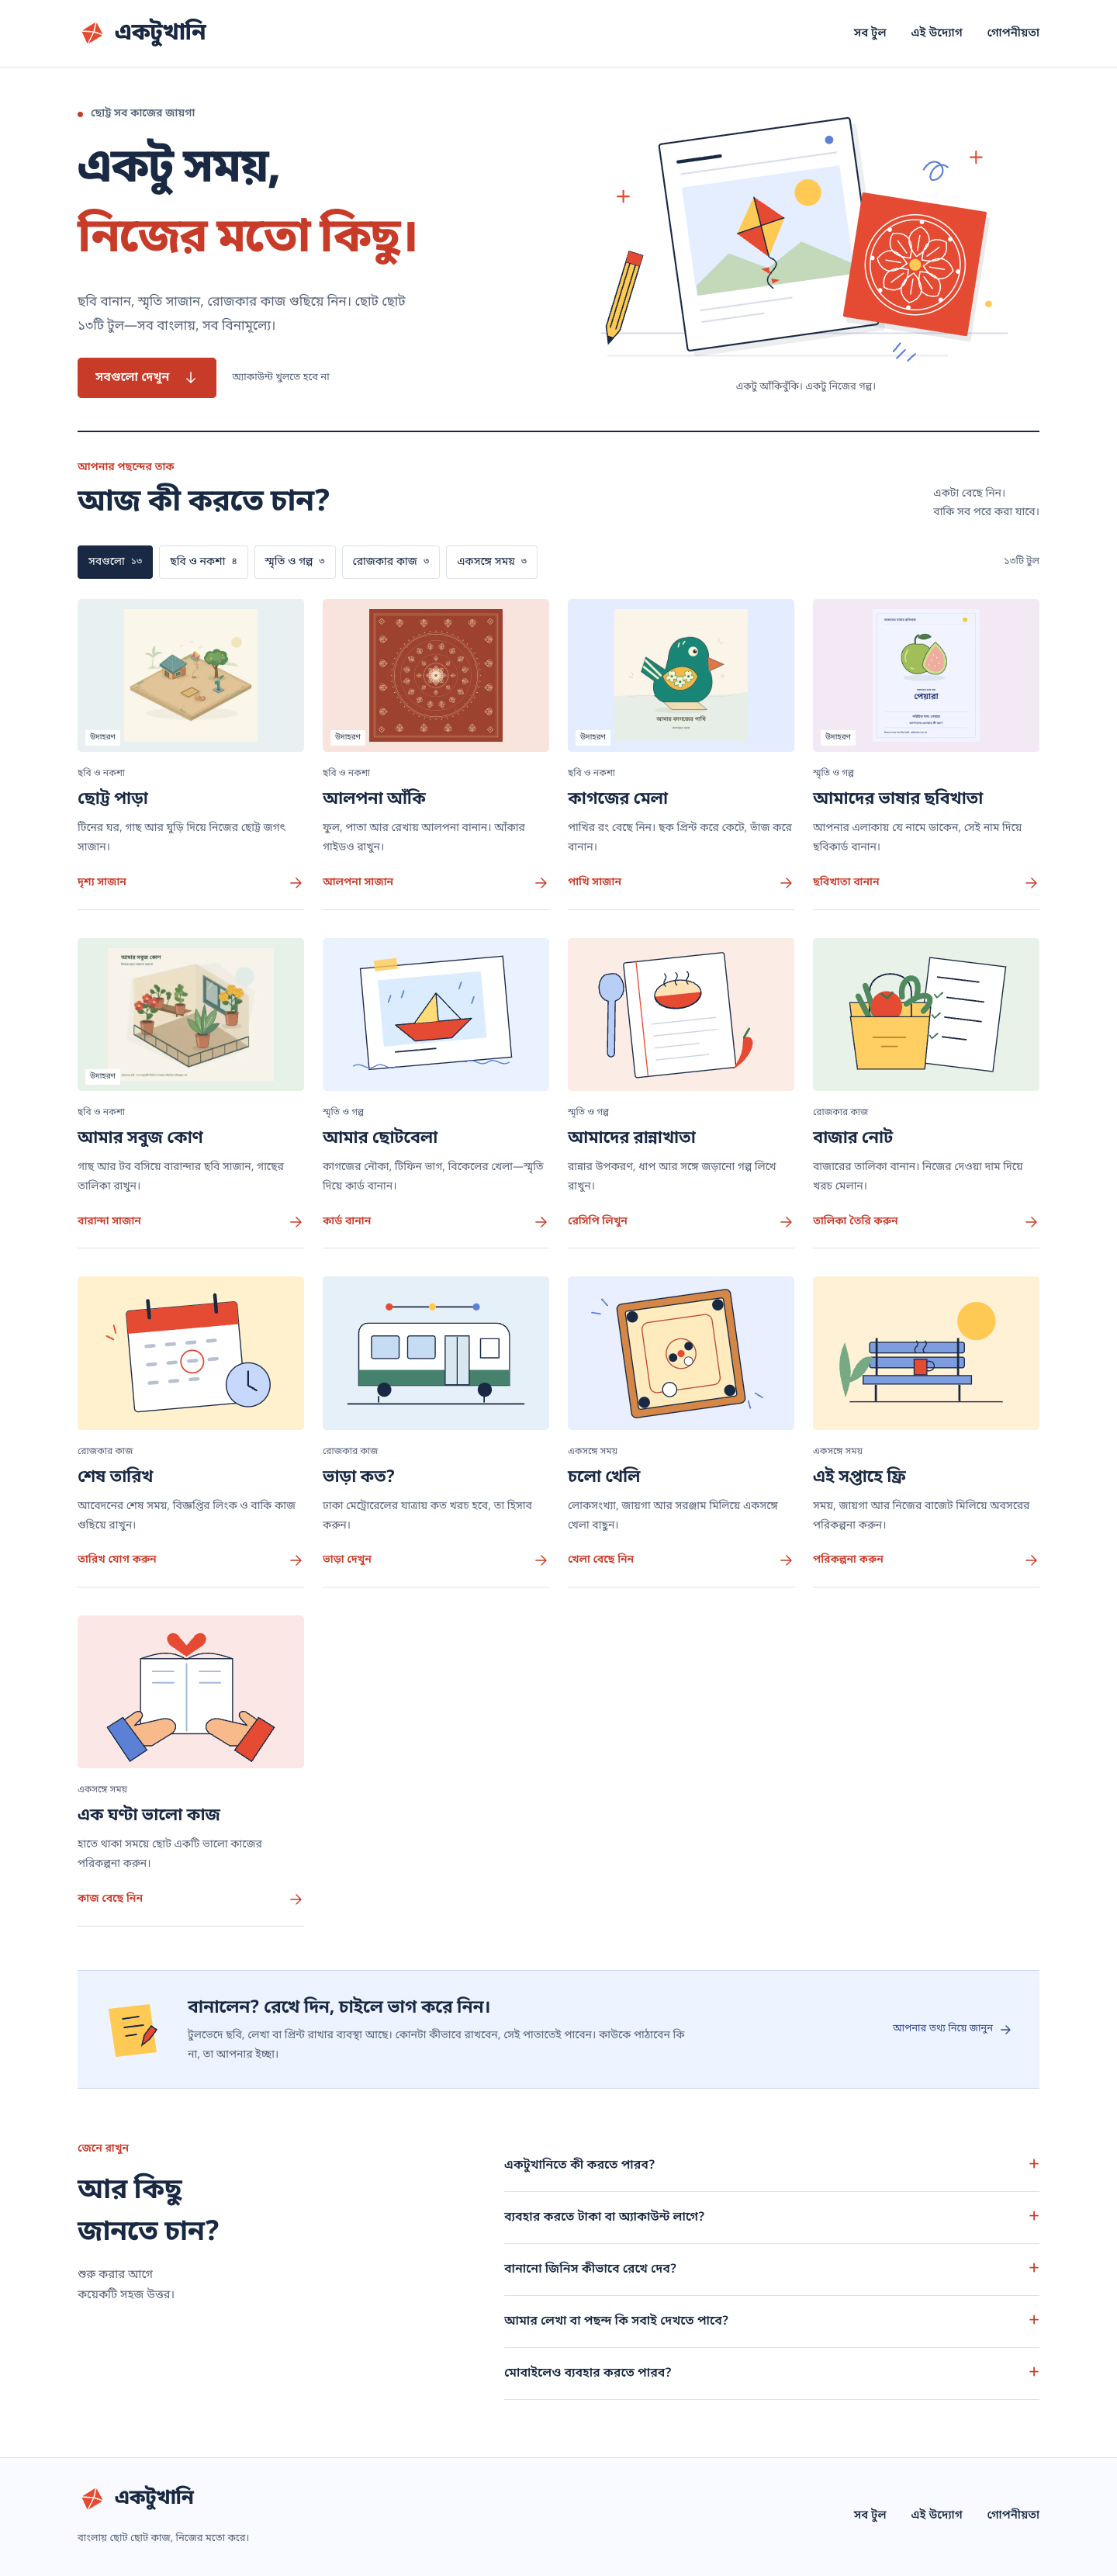 একটুখানি
সব টুল
এই উদ্যোগ
গোপনীয়তা
ছোট্ট সব কাজের জায়গা
একটু সময়,
নিজের মতো কিছু।
ছবি বানান, স্মৃতি সাজান, রোজকার কাজ গুছিয়ে নিন। ছোট ছোট
১৩টি টুল—সব বাংলায়, সব বিনামূল্যে।
সবগুলো দেখুন
অ্যাকাউন্ট খুলতে হবে না
একটু আঁকিবুঁকি। একটু নিজের গল্প।
আপনার পছন্দের তাক
আজ কী করতে চান?
একটা বেছে নিন।
বাকি সব পরে করা যাবে।
সবগুলো ১৩
ছবি ও নকশা ৪
স্মৃতি ও গল্প ৩
রোজকার কাজ ৩
একসঙ্গে সময় ৩
১৩টি টুল
উদাহরণ
উদাহরণ
আমার কাগজের পাখি
উদাহরণ
পেয়ারা
উদাহরণ
ছবি ও নকশা
ছোট্ট পাড়া
টিনের ঘর, গাছ আর ঘুড়ি দিয়ে নিজের ছোট্ট জগৎ
সাজান।
দৃশ্য সাজান
ছবি ও নকশা
আলপনা আঁকি
ফুল, পাতা আর রেখায় আলপনা বানান। আঁকার
গাইডও রাখুন।
আলপনা সাজান
ছবি ও নকশা
কাগজের মেলা
পাখির রং বেছে নিন। ছক প্রিন্ট করে কেটে, ভাঁজ করে
বানান।
পাখি সাজান
স্মৃতি ও গল্প
আমাদের ভাষার ছবিখাতা
আপনার এলাকায় যে নামে ডাকেন, সেই নাম দিয়ে
ছবিকার্ড বানান।
ছবিখাতা বানান
আমার সবুজ কোণ
উদাহরণ
ছবি ও নকশা
আমার সবুজ কোণ
গাছ আর টব বসিয়ে বারান্দার ছবি সাজান, গাছের
তালিকা রাখুন।
বারান্দা সাজান
স্মৃতি ও গল্প
আমার ছোটবেলা
কাগজের নৌকা, টিফিন ভাগ, বিকেলের খেলা—স্মৃতি
দিয়ে কার্ড বানান।
কার্ড বানান
স্মৃতি ও গল্প
আমাদের রান্নাখাতা
রান্নার উপকরণ, ধাপ আর সঙ্গে জড়ানো গল্প লিখে
রাখুন।
রেসিপি লিখুন
রোজকার কাজ
বাজার নোট
বাজারের তালিকা বানান। নিজের দেওয়া দাম দিয়ে
খরচ মেলান।
তালিকা তৈরি করুন
রোজকার কাজ
শেষ তারিখ
আবেদনের শেষ সময়, বিজ্ঞপ্তির লিংক ও বাকি কাজ
গুছিয়ে রাখুন।
তারিখ যোগ করুন
রোজকার কাজ
ভাড়া কত?
ঢাকা মেট্রোরেলের যাত্রায় কত খরচ হবে, তা হিসাব
করুন।
ভাড়া দেখুন
একসঙ্গে সময়
চলো খেলি
লোকসংখ্যা, জায়গা আর সরঞ্জাম মিলিয়ে একসঙ্গে
খেলা বাছুন।
খেলা বেছে নিন
একসঙ্গে সময়
এই সপ্তাহে ফ্রি
সময়, জায়গা আর নিজের বাজেট মিলিয়ে অবসরের
পরিকল্পনা করুন।
পরিকল্পনা করুন
একসঙ্গে সময়
এক ঘণ্টা ভালো কাজ
হাতে থাকা সময়ে ছোট একটি ভালো কাজের
পরিকল্পনা করুন।
কাজ বেছে নিন
বানালেন? রেখে দিন, চাইলে ভাগ করে নিন।
টুলভেদে ছবি, লেখা বা প্রিন্ট রাখার ব্যবস্থা আছে। কোনটা কীভাবে রাখবেন, সেই পাতাতেই পাবেন। কাউকে পাঠাবেন কি
না, তা আপনার ইচ্ছা।
আপনার তথ্য নিয়ে জানুন
জেনে রাখুন
আর কিছু
জানতে চান?
শুরু করার আগে
কয়েকটি সহজ উত্তর।
একটুখানিতে কী করতে পারব?
ব্যবহার করতে টাকা বা অ্যাকাউন্ট লাগে?
বানানো জিনিস কীভাবে রেখে দেব?
আমার লেখা বা পছন্দ কি সবাই দেখতে পাবে?
মোবাইলেও ব্যবহার করতে পারব?
একটুখানি
বাংলায় ছোট ছোট কাজ, নিজের মতো করে।
সব টুল
এই উদ্যোগ
গোপনীয়তা